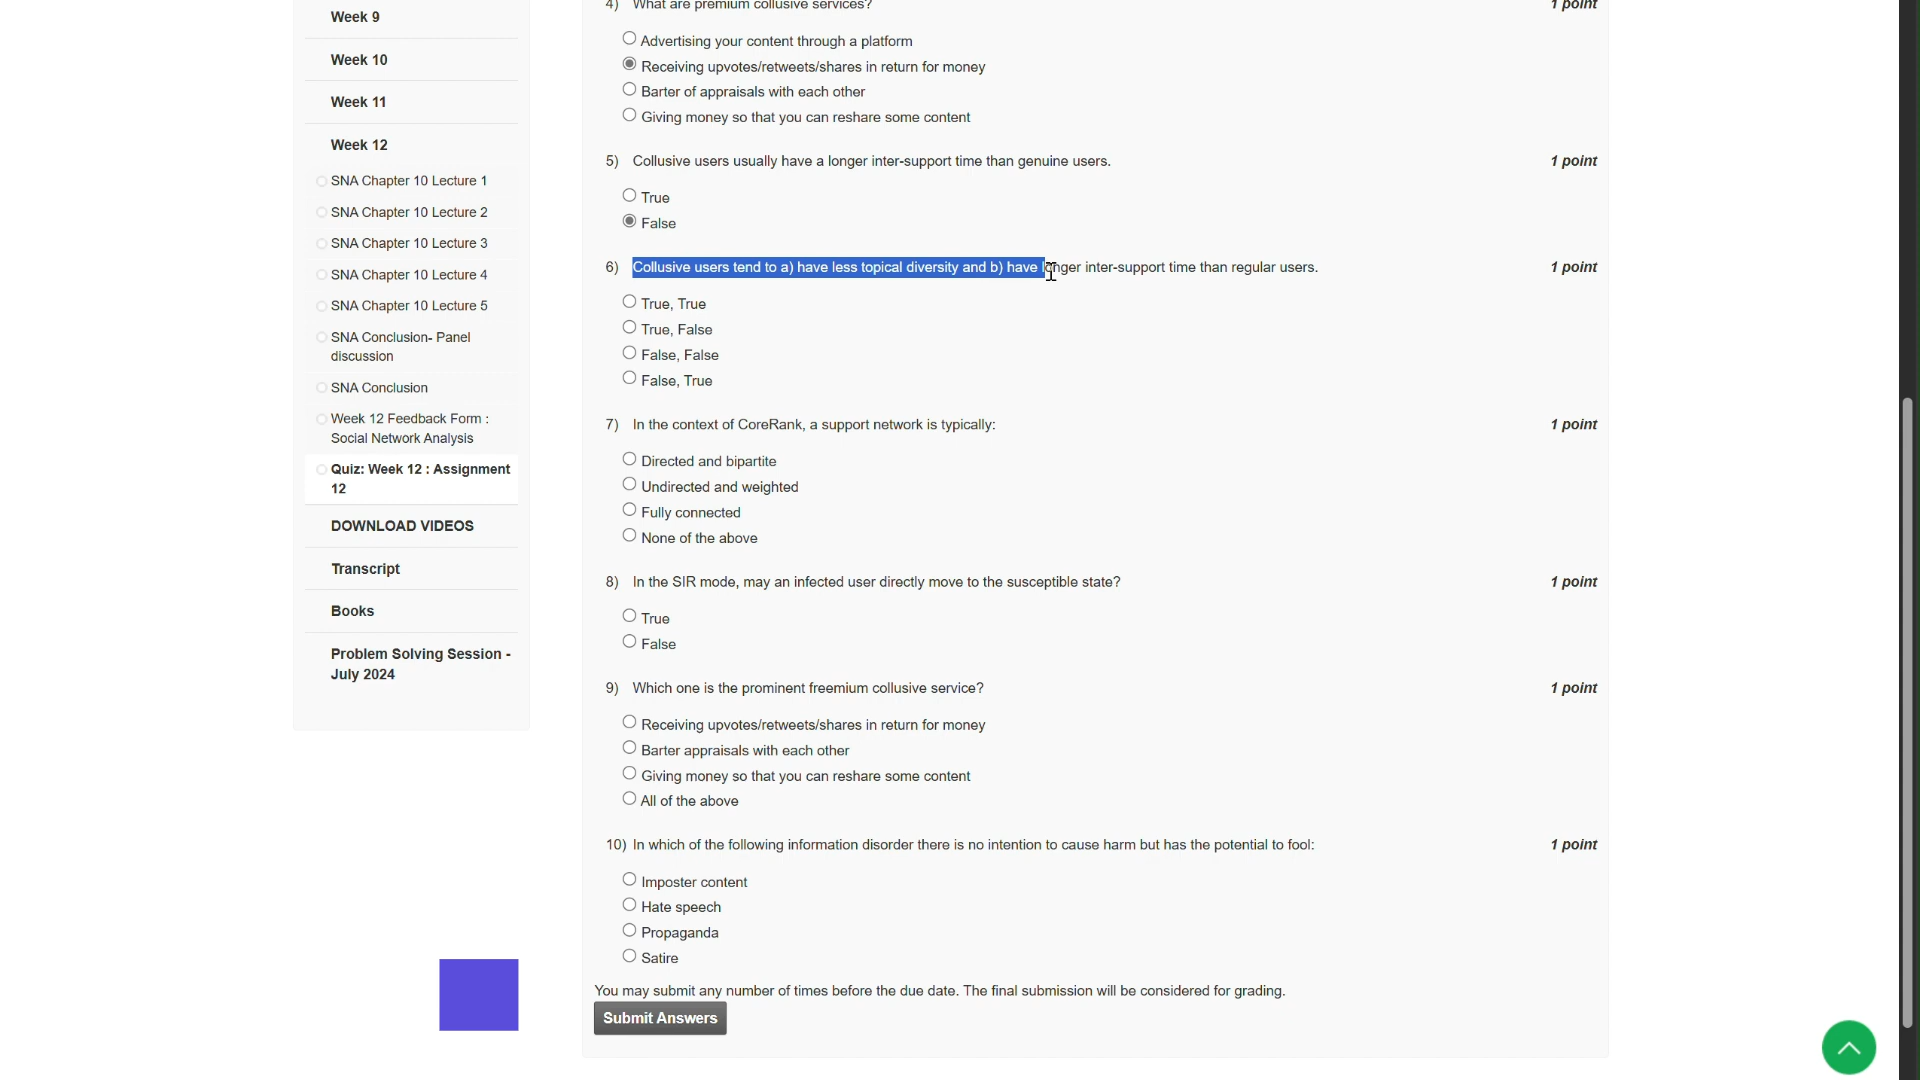 Week 9
Week 10
Week 11
Week 12
SNA Chapter 10 Lecture 1
SNA Chapter 10 Lecture 2
SNA Chapter 10 Lecture 3
SNA Chapter 10 Lecture 4
SNA Chapter 10 Lecture 5
SNA Conclusion- Panel
discussion
SNA Conclusion
Week 12 Feedback Form :
Social Network Analysis
Quiz: Week 12 : Assignment
12
DOWNLOAD VIDEOS
Transcript
Books
Problem Solving Session -
July 2024
4) What are premium collusive services? 1 point
Advertising your content through a platform
Receiving upvotes/retweets/shares in return for money
Barter of appraisals with each other
Giving money so that you can reshare some content
5) Collusive users usually have a longer inter-support time than genuine users. 1 point
True
False
6) Collusive users tend to a) have less topical diversity and b) have longer inter-support time than regular users. 1 point
True, True
True, False
False, False
False, True
7) In the context of CoreRank, a support network is typically: 1 point
Directed and bipartite
Undirected and weighted
Fully connected
None of the above
8) In the SIR mode, may an infected user directly move to the susceptible state? 1 point
True
False
9) Which one is the prominent freemium collusive service? 1 point
Receiving upvotes/retweets/shares in return for money
Barter appraisals with each other
Giving money so that you can reshare some content
All of the above
10) In which of the following information disorder there is no intention to cause harm but has the potential to fool: 1 point
Imposter content
Hate speech
Propaganda
Satire
You may submit any number of times before the due date. The final submission will be considered for grading.
Submit Answers